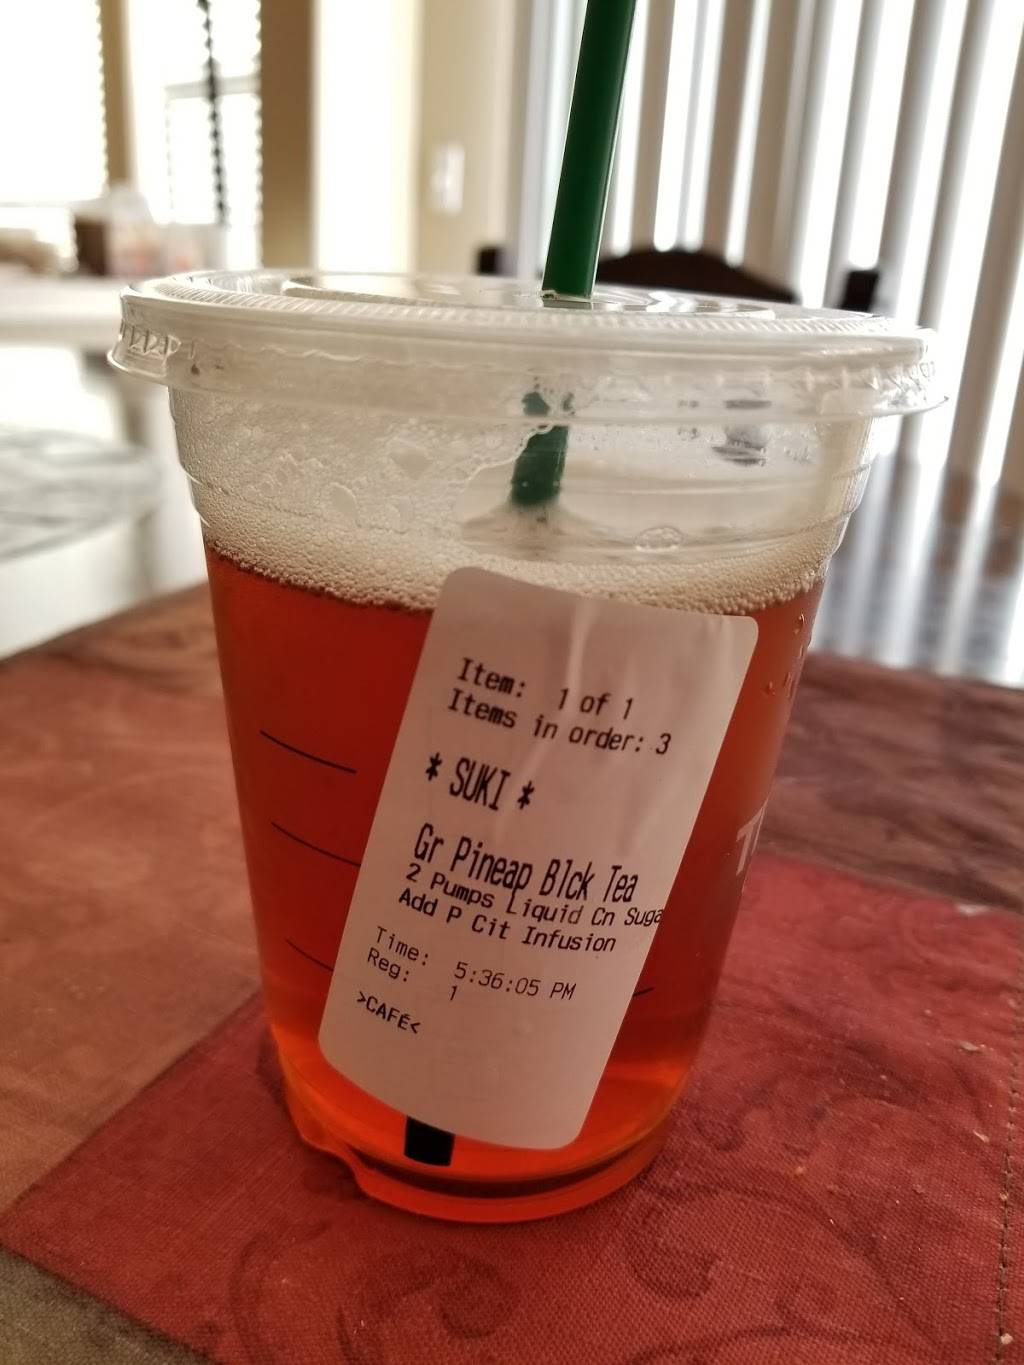 Item: 1 of 1
Items in order: 3
* SUKI *
Gr Pineap Blck Tea
2 Pumps Liquid Cn Suga
Add P Cit Infusion
Time: 5:36:05 PM
Reg: 1
>CAFÉ<